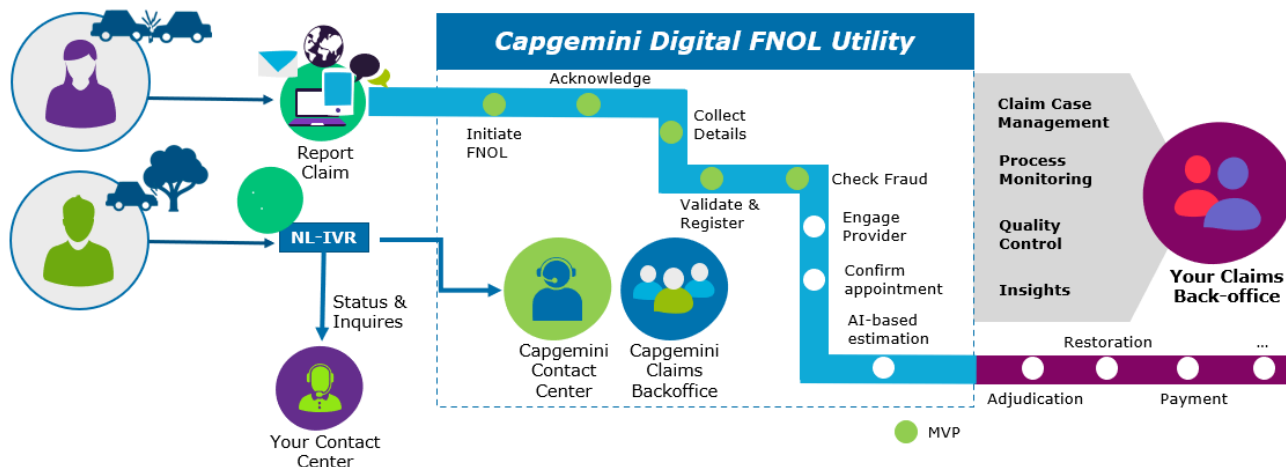 Capgemini Digital FNOL Utility
Acknowledge
Initiate
FNOL
Collect
Details
Report
Claim
Validate &
Register
Check Fraud
Engage
Provider
Confirm
appointment
AI-based
estimation
NL-IVR
Status &
Inquires
Your Contact
Center
Capgemini
Contact
Center
Capgemini
Claims
Backoffice
Claim Case
Management
Process
Monitoring
Quality
Control
Insights
Your Claims
Back-office
Restoration
...
Adjudication
Payment
MVP